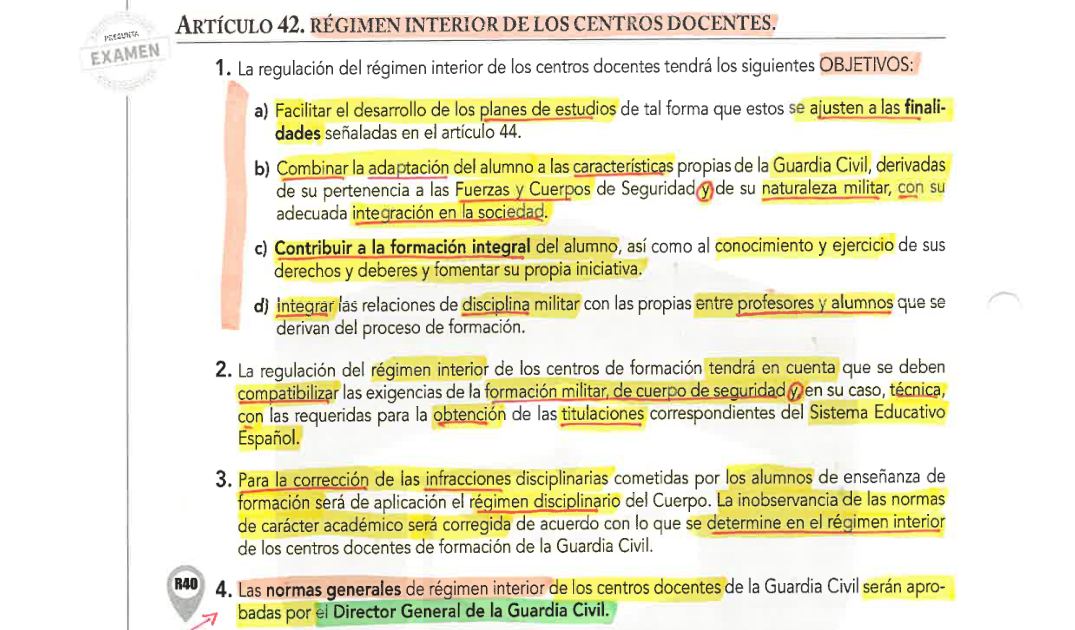 PREGUNTA
EXAMEN
ARTÍCULO 42. RÉGIMEN INTERIOR DE LOS CENTROS DOCENTES.
1. La regulación del régimen interior de los centros docentes tendrá los siguientes OBJETIVOS:
a) Facilitar el desarrollo de los planes de estudios de tal forma que estos se ajusten a las finali-
dades señaladas en el artículo 44.
b) Combinar la adaptación del alumno a las características propias de la Guardia Civil, derivadas
de su pertenencia a las Fuerzas y Cuerpos de Seguridad y de su naturaleza militar, con su
adecuada integración en la sociedad.
c) Contribuir a la formación integral del alumno, así como al conocimiento y ejercicio de sus
derechos y deberes y fomentar su propia iniciativa.
d) Integrar las relaciones de disciplina militar con las propias entre profesores y alumnos que se
derivan del proceso de formación.
2. La regulación del régimen interior de los centros de formación tendrá en cuenta que se deben
compatibilizar las exigencias de la formación militar, de cuerpo de seguridad y, en su caso, técnica,
con las requeridas para la obtención de las titulaciones correspondientes del Sistema Educativo
Español.
3. Para la corrección de las infracciones disciplinarias cometidas por los alumnos de enseñanza de
formación será de aplicación el régimen disciplinario del Cuerpo. La inobservancia de las normas
de carácter académico será corregida de acuerdo con lo que se determine en el régimen interior
de los centros docentes de formación de la Guardia Civil.
R40
4. Las normas generales de régimen interior de los centros docentes de la Guardia Civil serán apro-
badas por el Director General de la Guardia Civil.